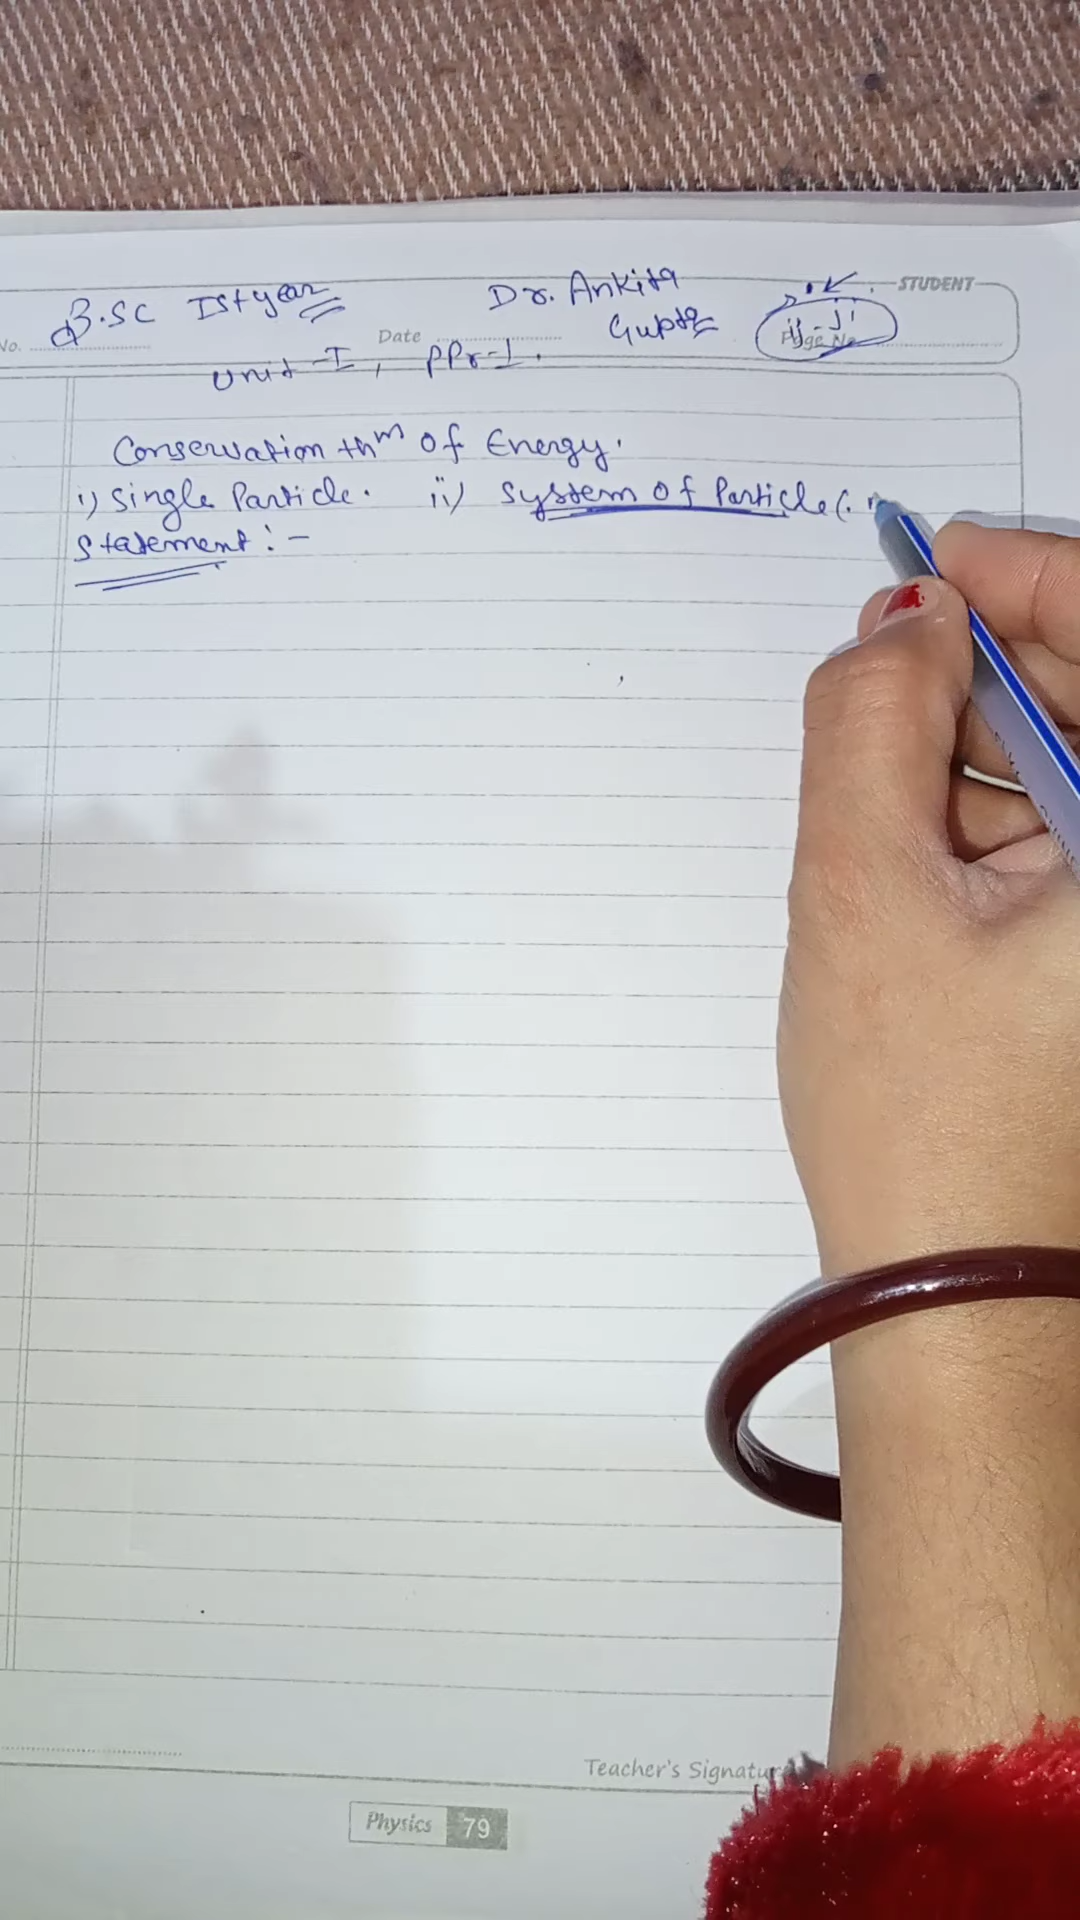 B.Sc Ist year Dr. Ankita
Gupta
STUDENT
No. Date Page No
Unit-I, PPr-I.
Conservation thm of Energy.
i) Single Particle. ii) System of Particle (.
Statement :-
Teacher's Signatu
Physics 79